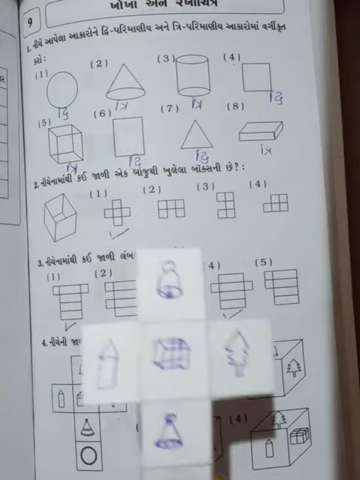 9
ખોખા અને રેખાચિત્ર
1. નીચે આપેલા આકારોને દ્વિ-પરિમાણીય અને ત્રિ-પરિમાણીય આકારોમાં વર્ગીકૃત
કરો:
(1) (2) (3) (4)
દ્વિ ત્રિ ત્રિ દ્વિ
(5) (6) (7) (8)
ત્રિ દ્વિ દ્વિ ત્રિ
2. નીચેનામાંથી કઈ જાળી એક બાજુથી ખુલેલા બૉક્સની છે? :
(1) (2) (3) (4)
3. નીચેનામાંથી કઈ જાળી લંબ
(1) (2) 4) (5)
4. નીચેની
(4)